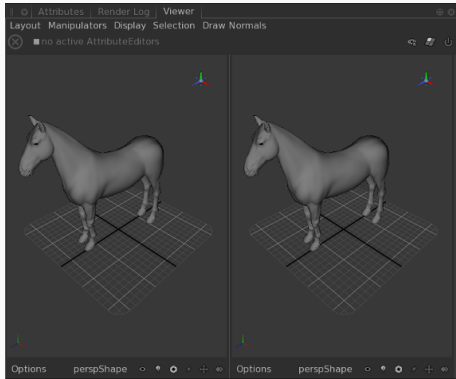 Attributes Render Log Viewer
Layout Manipulators Display Selection Draw Normals
no active AttributeEditors
Options perspShape Options perspShape